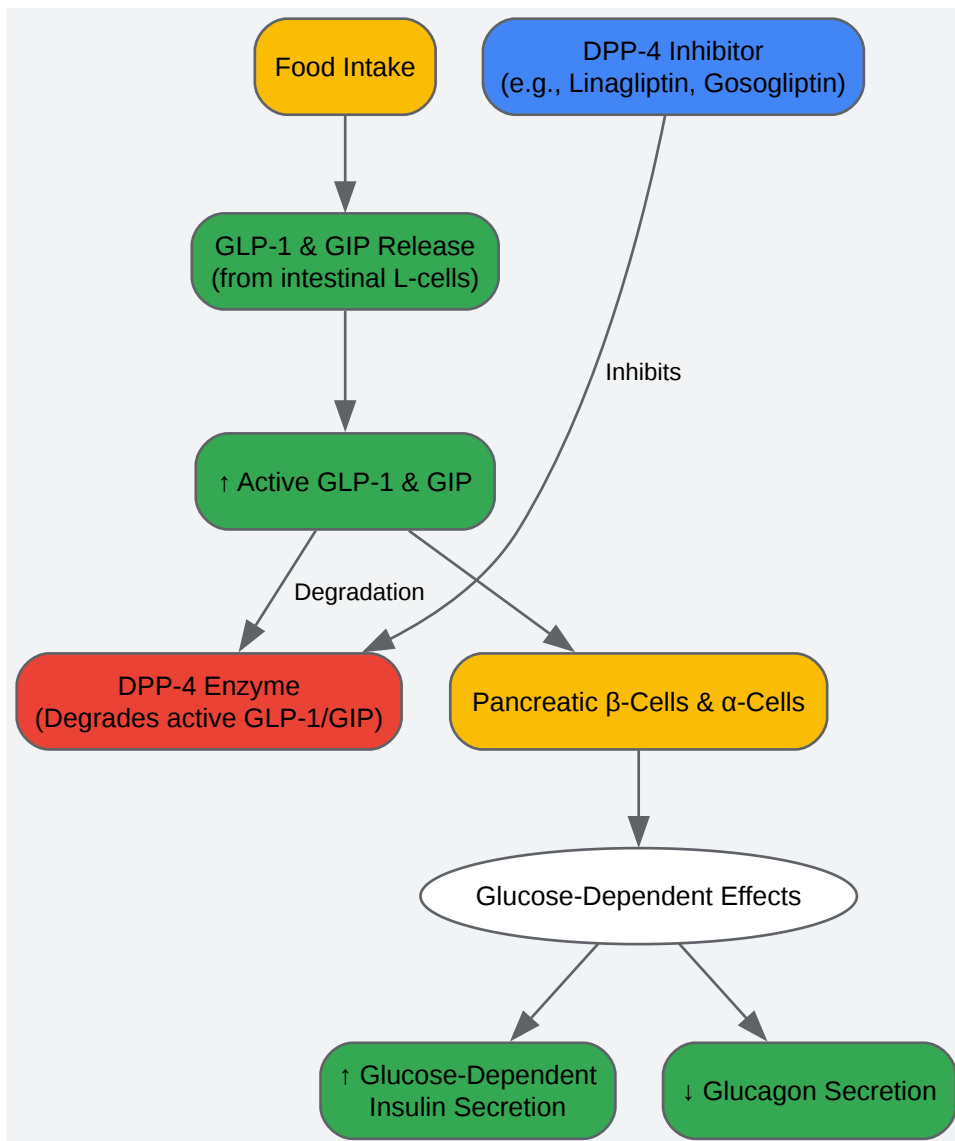 Food Intake
DPP-4 Inhibitor
(e.g., Linagliptin, Gosogliptin)
GLP-1 & GIP Release
(from intestinal L-cells)
Inhibits
↑ Active GLP-1 & GIP
Degradation
DPP-4 Enzyme
(Degrades active GLP-1/GIP)
Pancreatic β-Cells & α-Cells
Glucose-Dependent Effects
↑ Glucose-Dependent
Insulin Secretion
↓ Glucagon Secretion